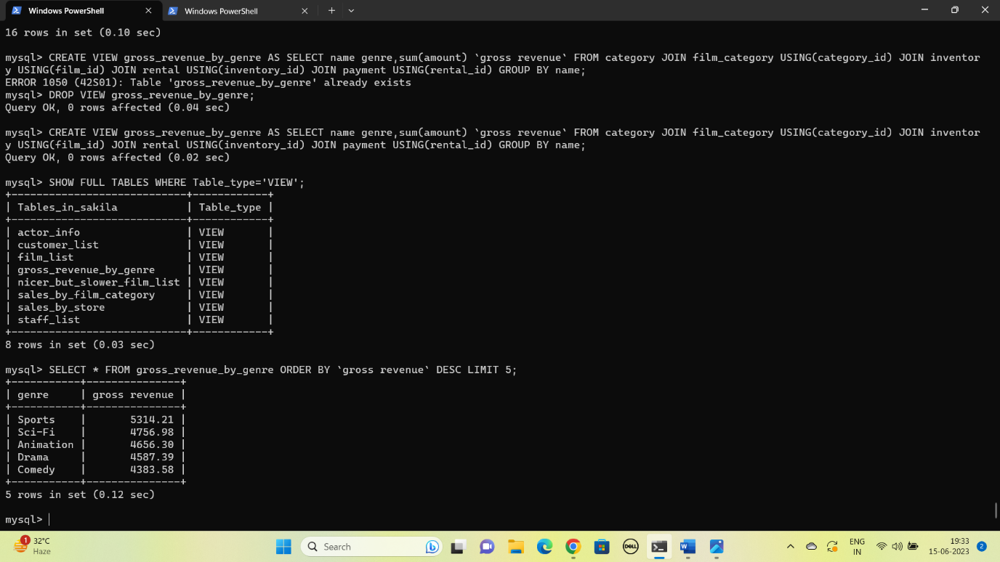 Windows PowerShell
Windows PowerShell
16 rows in set (0.10 sec)
mysql> CREATE VIEW gross_revenue_by_genre AS SELECT name genre,sum(amount) `gross revenue` FROM category JOIN film_category USING(category_id) JOIN inventor
y USING(film_id) JOIN rental USING(inventory_id) JOIN payment USING(rental_id) GROUP BY name;
ERROR 1050 (42S01): Table 'gross_revenue_by_genre' already exists
mysql> DROP VIEW gross_revenue_by_genre;
Query OK, 0 rows affected (0.04 sec)
mysql> CREATE VIEW gross_revenue_by_genre AS SELECT name genre,sum(amount) `gross revenue` FROM category JOIN film_category USING(category_id) JOIN inventor
y USING(film_id) JOIN rental USING(inventory_id) JOIN payment USING(rental_id) GROUP BY name;
Query OK, 0 rows affected (0.02 sec)
mysql> SHOW FULL TABLES WHERE Table_type='VIEW';
+----------------------------+------------+
| Tables_in_sakila           | Table_type |
+----------------------------+------------+
| actor_info                 | VIEW       |
| customer_list              | VIEW       |
| film_list                  | VIEW       |
| gross_revenue_by_genre     | VIEW       |
| nicer_but_slower_film_list | VIEW       |
| sales_by_film_category     | VIEW       |
| sales_by_store             | VIEW       |
| staff_list                 | VIEW       |
+----------------------------+------------+
8 rows in set (0.03 sec)
mysql> SELECT * FROM gross_revenue_by_genre ORDER BY `gross revenue` DESC LIMIT 5;
+-----------+---------------+
| genre     | gross revenue |
+-----------+---------------+
| Sports    |       5314.21 |
| Sci-Fi    |       4756.98 |
| Animation |       4656.30 |
| Drama     |       4587.39 |
| Comedy    |       4383.58 |
+-----------+---------------+
5 rows in set (0.12 sec)
mysql>
1
32°C
Haze
Search
DELL
W
ENG
IN
19:33
15-06-2023
2